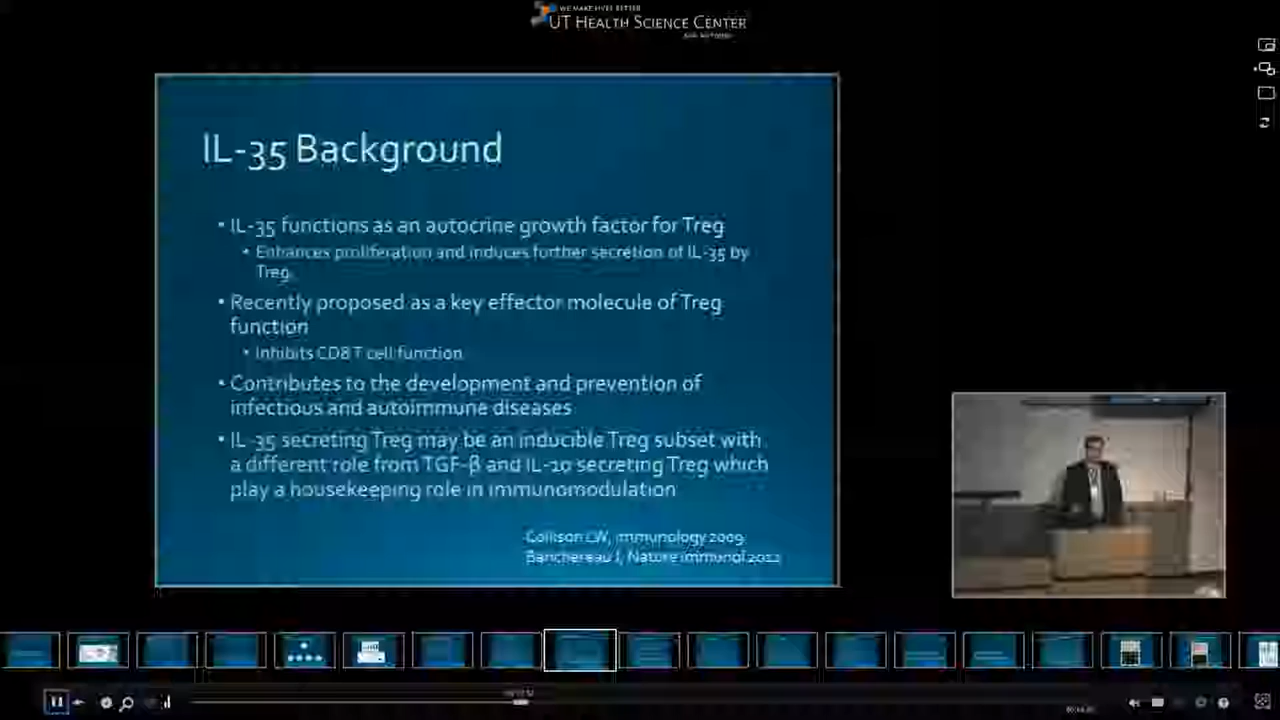 WE MAKE LIVES BETTER
UT HEALTH SCIENCE CENTER
IL-35 Background
• IL-35 functions as an autocrine growth factor for Treg
• Enhances proliferation and induces further secretion of IL-35 by
Treg.
• Recently proposed as a key effector molecule of Treg
function
• Inhibits CD8 T cell function
• Contributes to the development and prevention of
infectious and autoimmune diseases
• IL-35 secreting Treg may be an inducible Treg subset with
a different role from TGF-β and IL-10 secreting Treg which
play a housekeeping role in immunomodulation
Collison LW, Immunology 2009
Banchereau J, Nature Immunol 2012